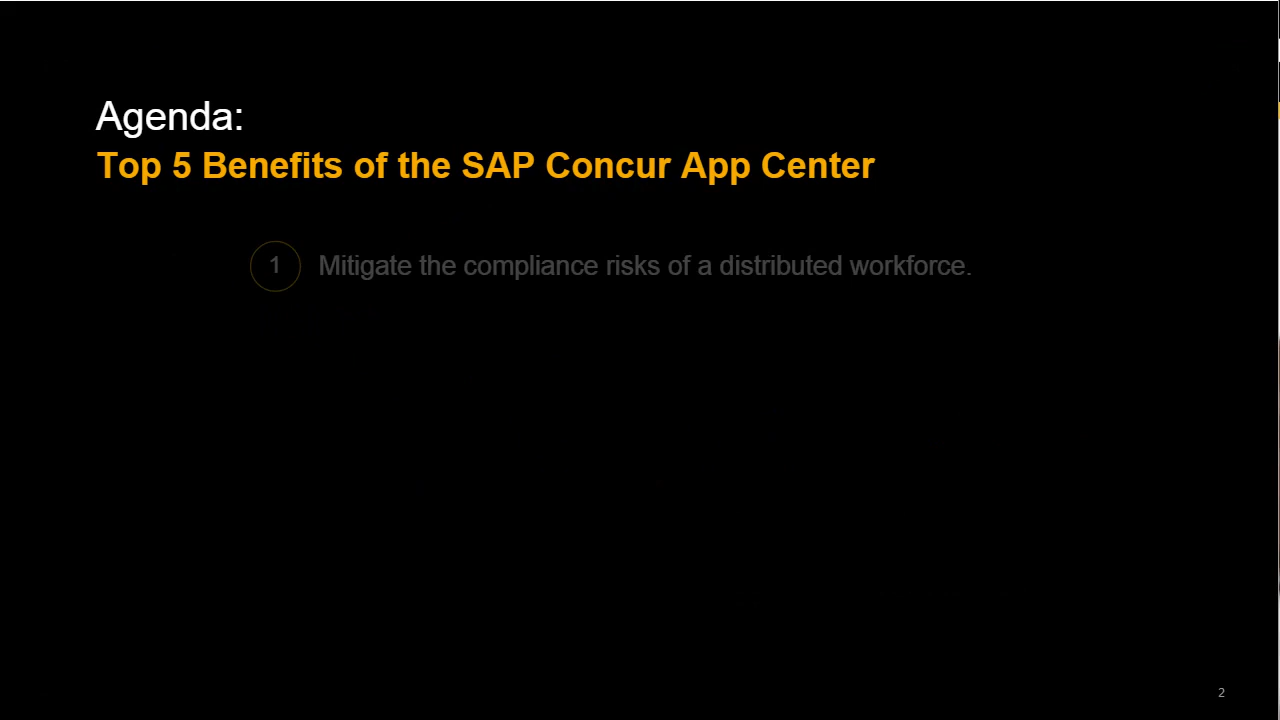 Agenda:
Top 5 Benefits of the SAP Concur App Center
1 Mitigate the compliance risks of a distributed workforce.
2